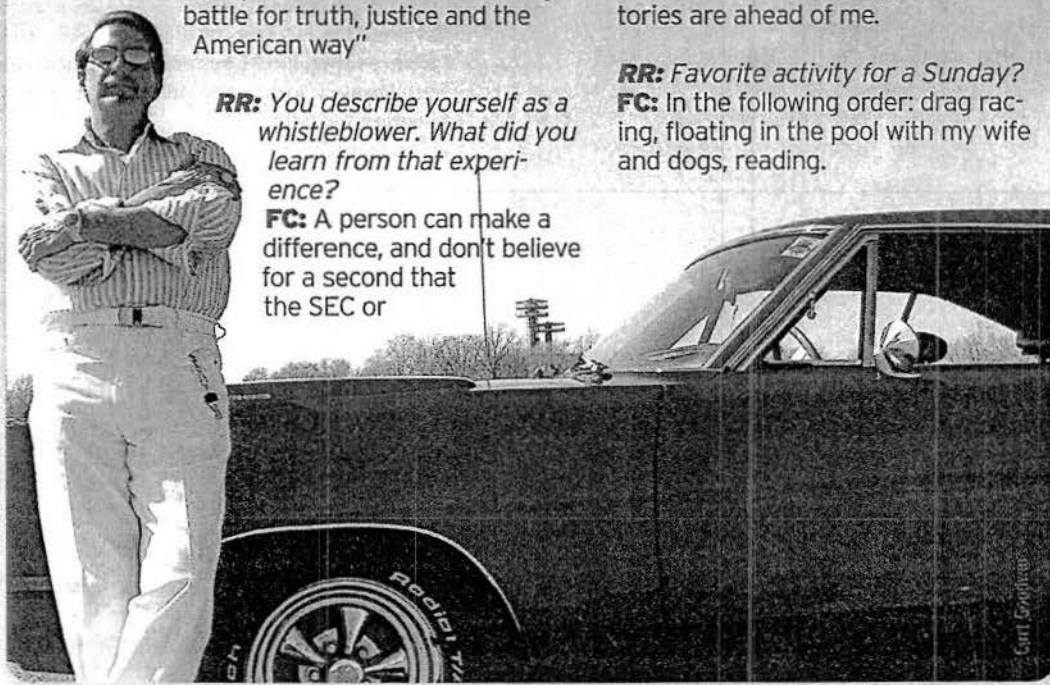 battle for truth, justice and the
American way"
RR: You describe yourself as a
whistleblower. What did you
learn from that experi-
ence?
FC: A person can make a
difference, and don't believe
for a second that
the SEC or
tories are ahead of me.
RR: Favorite activity for a Sunday?
FC: In the following order: drag rac-
ing, floating in the pool with my wife
and dogs, reading.
Radial